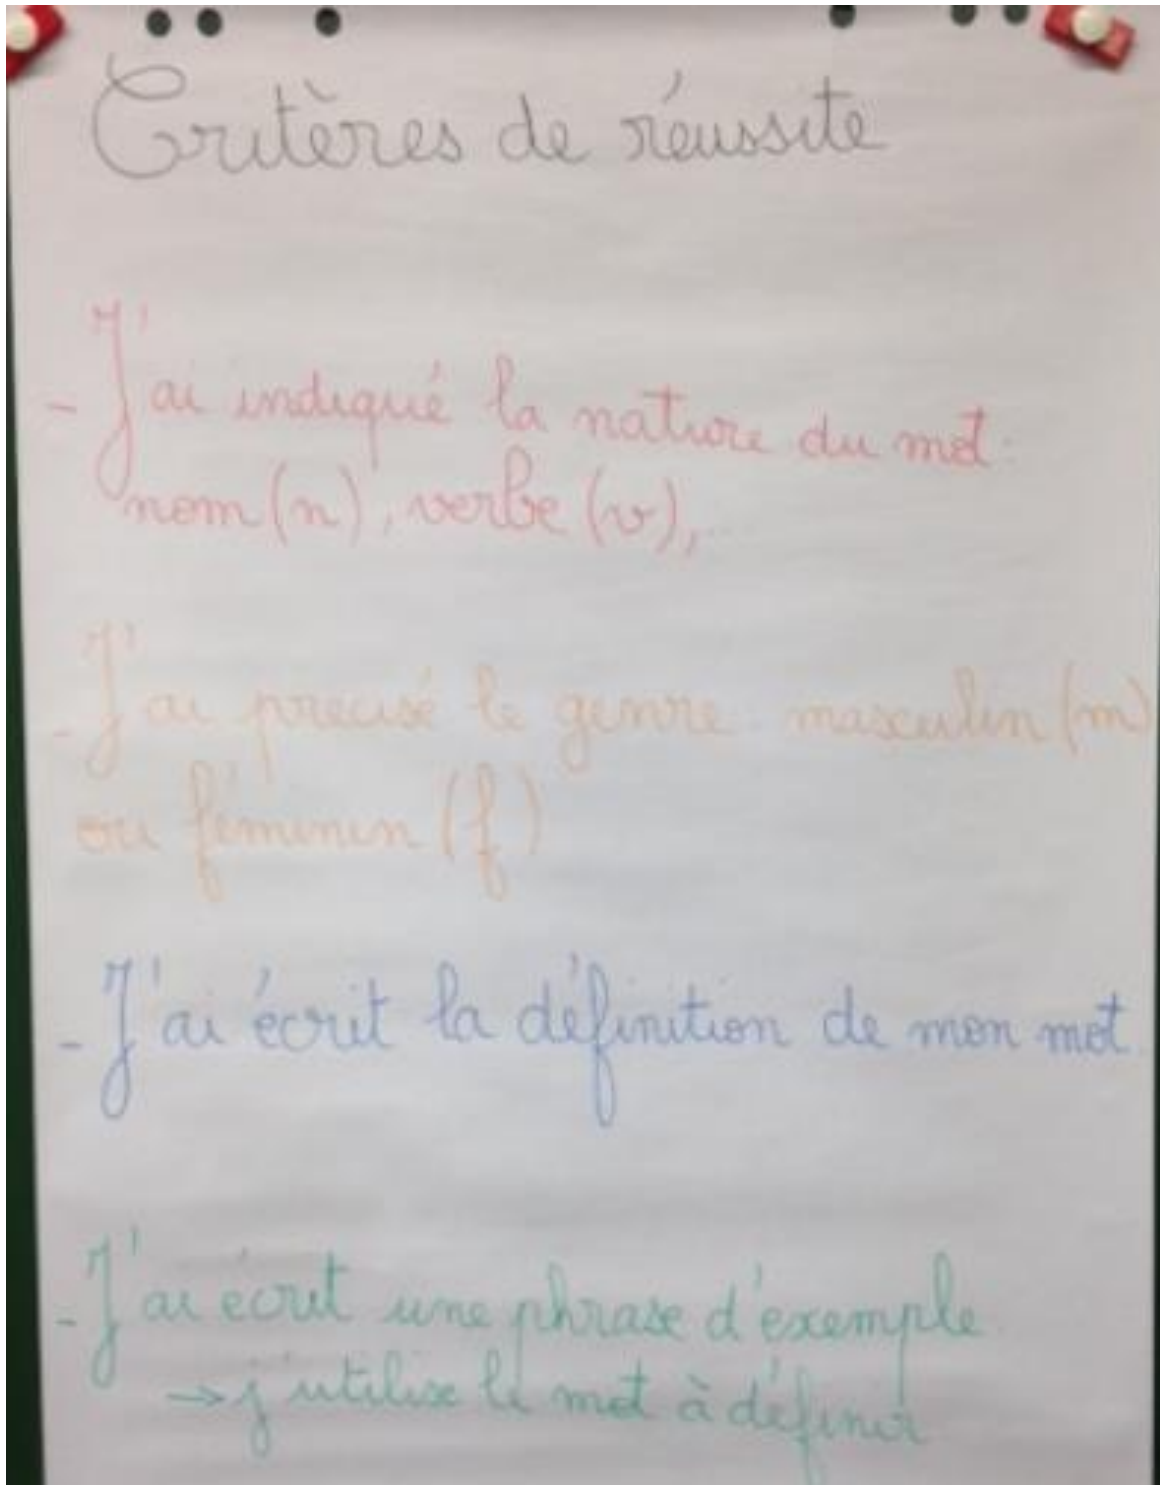 Critères de réussite
- J'ai indiqué la nature du mot :
nom (n), verbe (v), ...
- J'ai précisé le genre : masculin (m)
ou féminin (f)
- J'ai écrit la définition de mon mot.
- J'ai écrit une phrase d'exemple
→ j'utilise le mot à définir